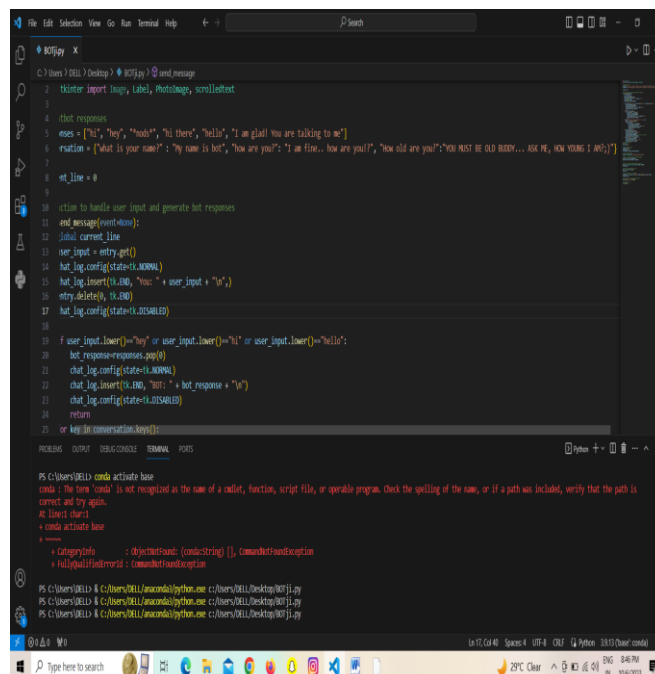 File Edit Selection View Go Run Terminal Help
Search
BOTji.py
C: > Users > DELL > Desktop > BOTji.py > send_message
2 tkinter import Image, Label, PhotoImage, scrolledtext
3
4 tbot responses
5 onses = ["hi", "hey", "*nods*", "hi there", "hello", "I am glad! You are talking to me"]
6 ersation = {"what is your name?" : "My name is bot", "how are you?": "I am fine.. how are you!?", "How old are you?":"YOU MUST BE OLD BUDDY... ASK ME, HOW YOUNG I AM?;)"}
7
8 ent_line = 0
9
10 ction to handle user input and generate bot responses
11 end_message(event=None):
12 global current_line
13 user_input = entry.get()
14 hat_log.config(state=tk.NORMAL)
15 hat_log.insert(tk.END, "You: " + user_input + "\n",)
16 entry.delete(0, tk.END)
17 hat_log.config(state=tk.DISABLED)
18
19 f user_input.lower()=="hey" or user_input.lower()=="hi" or user_input.lower()=="hello":
20 bot_response=responses.pop(0)
21 chat_log.config(state=tk.NORMAL)
22 chat_log.insert(tk.END, "BOT: " + bot_response + "\n")
23 chat_log.config(state=tk.DISABLED)
24 return
25 or key in conversation.keys():
PROBLEMS OUTPUT DEBUG CONSOLE TERMINAL PORTS
Python
PS C:\Users\DELL> conda activate base
conda : The term 'conda' is not recognized as the name of a cmdlet, function, script file, or operable program. Check the spelling of the name, or if a path was included, verify that the path is
correct and try again.
At line:1 char:1
+ conda activate base
+ ~~~~~
+ CategoryInfo : ObjectNotFound: (conda:String) [], CommandNotFoundException
+ FullyQualifiedErrorId : CommandNotFoundException
PS C:\Users\DELL> & C:/Users/DELL/anaconda3/python.exe c:/Users/DELL/Desktop/BOTji.py
PS C:\Users\DELL> & C:/Users/DELL/anaconda3/python.exe c:/Users/DELL/Desktop/BOTji.py
PS C:\Users\DELL> & C:/Users/DELL/anaconda3/python.exe c:/Users/DELL/Desktop/BOTji.py
0 0 0 Ln 17, Col 40 Spaces: 4 UTF-8 CRLF Python 3.9.13 ('base': conda)
Type here to search
29°C Clear
ENG
8:46 PM
IN